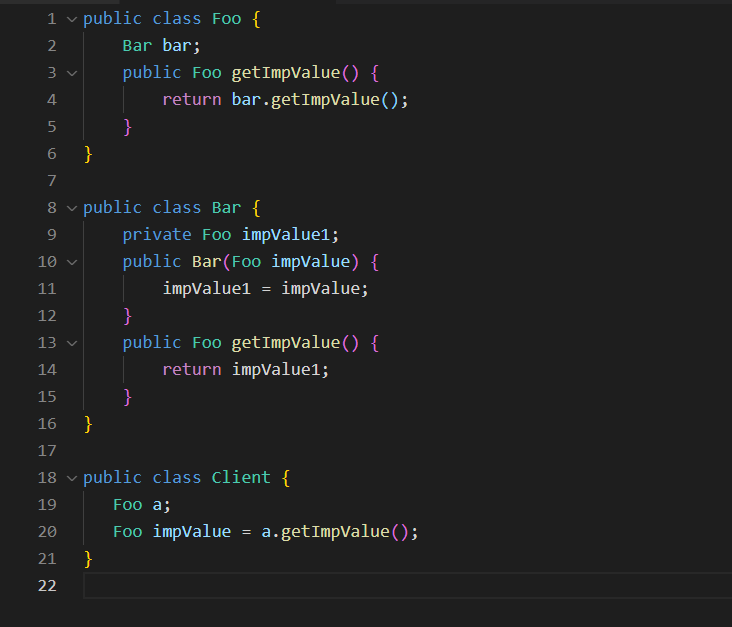 1 public class Foo {
2     Bar bar;
3     public Foo getImpValue() {
4         return bar.getImpValue();
5     }
6 }
7
8 public class Bar {
9     private Foo impValue1;
10     public Bar(Foo impValue) {
11         impValue1 = impValue;
12     }
13     public Foo getImpValue() {
14         return impValue1;
15     }
16 }
17
18 public class Client {
19    Foo a;
20    Foo impValue = a.getImpValue();
21 }
22